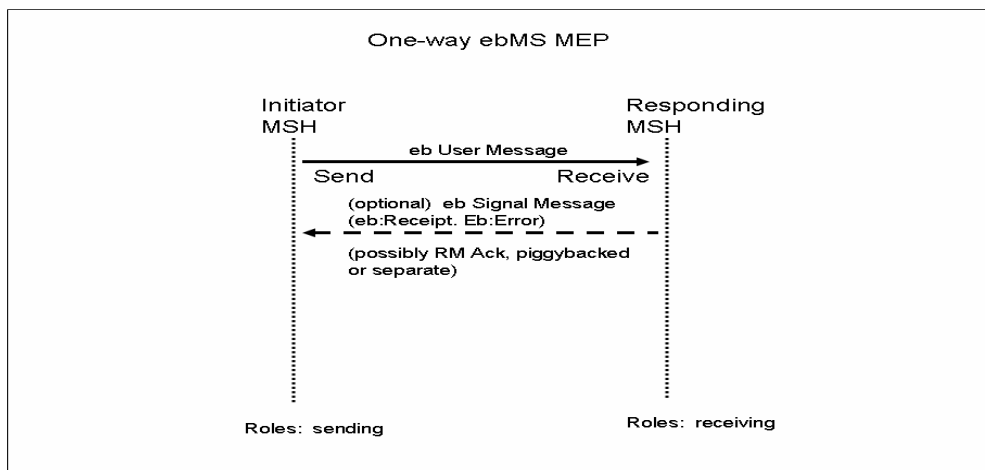 One-way ebMS MEP
Initiator
MSH
Responding
MSH
eb User Message
Send
Receive
(optional) eb Signal Message
(eb:Receipt. Eb:Error)
(possibly RM Ack, piggybacked
or separate)
Roles: sending
Roles: receiving